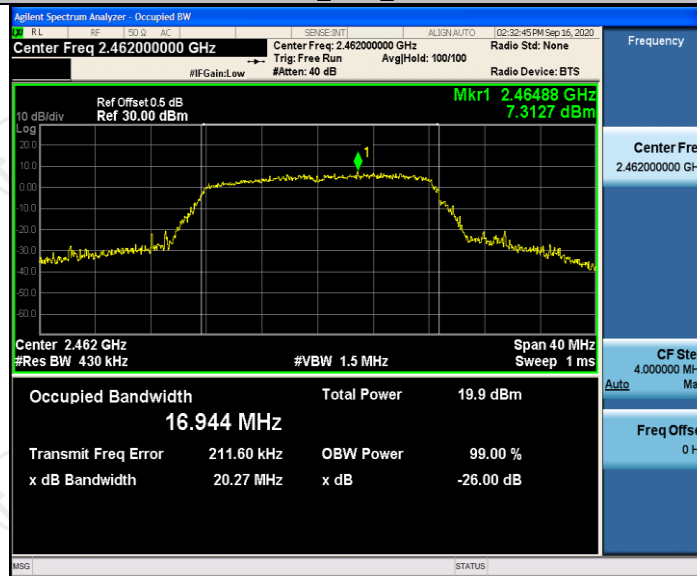 Agilent Spectrum Analyzer - Occupied BW
RL RF 50 Ω AC SENSE:INT ALIGN AUTO 02:32:45 PM Sep 16, 2020
Center Freq 2.462000000 GHz
Center Freq: 2.462000000 GHz
Radio Std: None
Trig: Free Run Avg|Hold: 100/100
#IFGain:Low #Atten: 40 dB Radio Device: BTS
Frequency
Ref Offset 0.5 dB
10 dB/div Ref 30.00 dBm
Mkr1 2.46488 GHz
7.3127 dBm
Log
20.0
10.0
0.00
-10.0
-20.0
-30.0
-40.0
-50.0
-60.0
1
Center 2.462 GHz Span 40 MHz
#Res BW 430 kHz #VBW 1.5 MHz Sweep 1 ms
Occupied Bandwidth Total Power 19.9 dBm
16.944 MHz
Transmit Freq Error 211.60 kHz OBW Power 99.00 %
x dB Bandwidth 20.27 MHz x dB -26.00 dB
Center Fre
2.462000000 GH
CF Ste
4.000000 MH
Auto Ma
Freq Offse
0 H
MSG STATUS